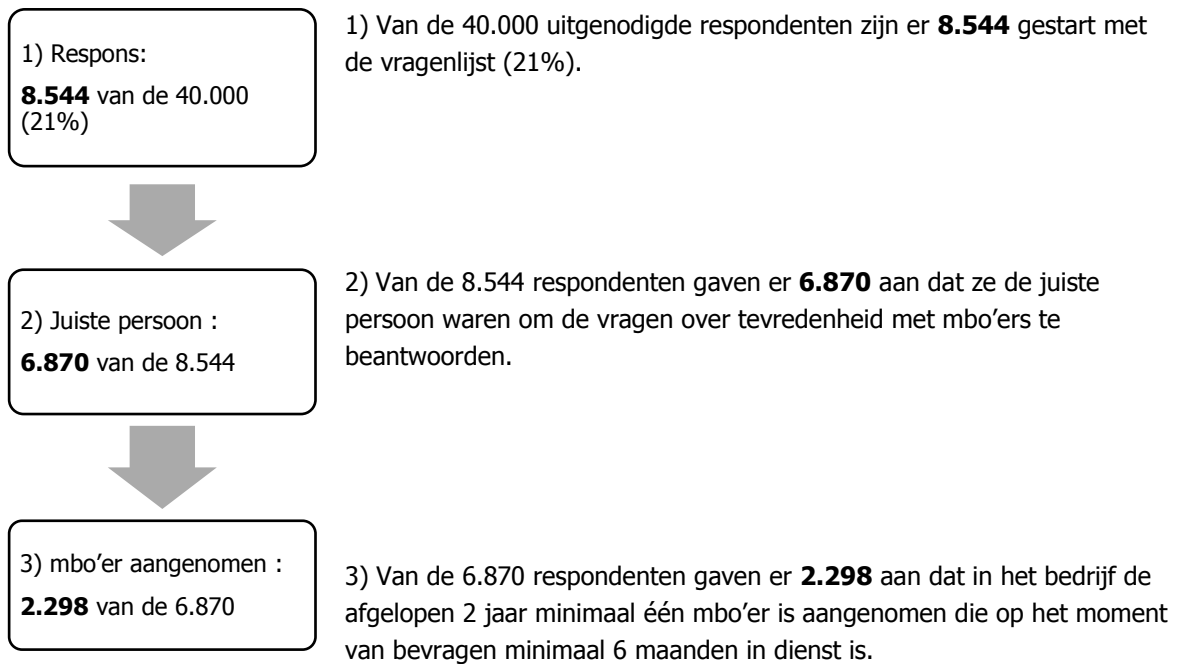 1) Respons:
8.544 van de 40.000
(21%)
1) Van de 40.000 uitgenodigde respondenten zijn er 8.544 gestart met
de vragenlijst (21%).
2) Juiste persoon :
6.870 van de 8.544
2) Van de 8.544 respondenten gaven er 6.870 aan dat ze de juiste
persoon waren om de vragen over tevredenheid met mbo’ers te
beantwoorden.
3) mbo’er aangenomen :
2.298 van de 6.870
3) Van de 6.870 respondenten gaven er 2.298 aan dat in het bedrijf de
afgelopen 2 jaar minimaal één mbo’er is aangenomen die op het moment
van bevragen minimaal 6 maanden in dienst is.